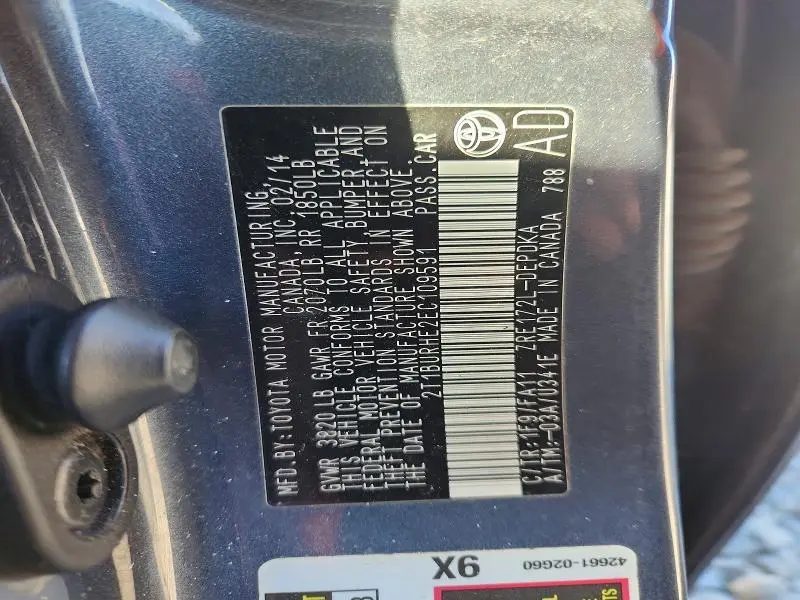 MFD. BY: TOYOTA MOTOR MANUFACTURING,
CANADA, INC. 02/14
GVWR 3820 LB GAWR FR 2070LB RR 1850LB
THIS VEHICLE CONFORMS TO ALL APPLICABLE
FEDERAL MOTOR VEHICLE SAFETY, BUMPER AND
THEFT PREVENTION STANDARDS IN EFFECT ON
THE DATE OF MANUFACTURE SHOWN ABOVE
2T1BURHE2EC109591 PASS.CAR
C/TR:1F9/FA11 ZRE172L-DEPDKA
A/TM:-03A/U341E MADE IN CANADA 788
AD
42661-02G60
9X